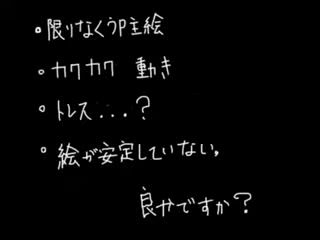 ・限りなくうP主絵
・カクカク 動き
・トレス...?
・絵が安定していない。
良サですか?